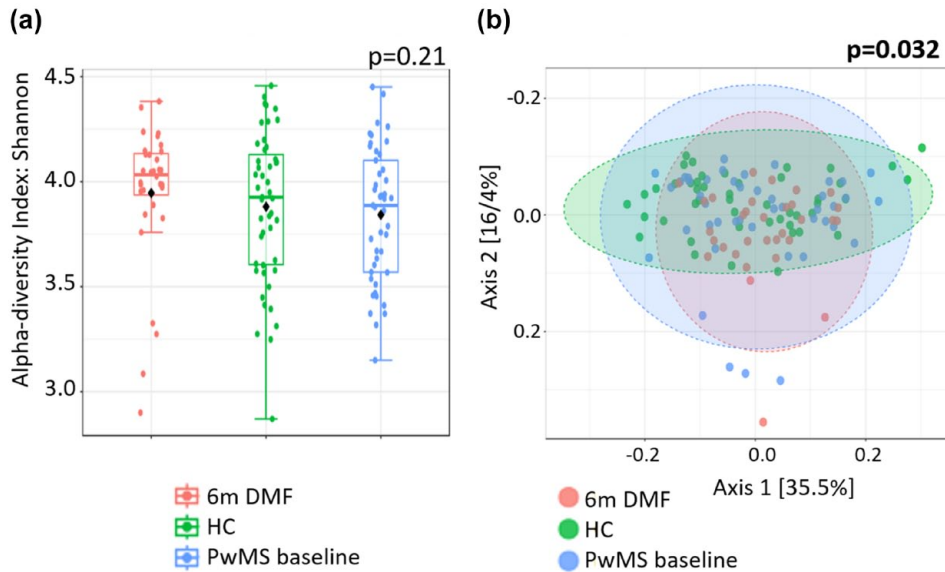 (a)
p=0.21
Alpha-diversity Index: Shannon
4.5
4.0
3.5
3.0
6m DMF
HC
PwMS baseline
(b)
p=0.032
Axis 2 [16/4%]
-0.2
0.0
0.2
-0.2
0.0
0.2
Axis 1 [35.5%]
6m DMF
HC
PwMS baseline